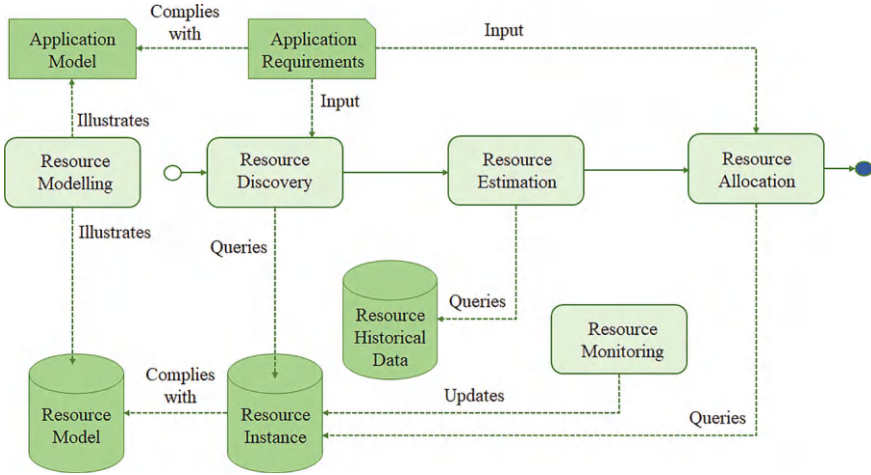 Complies
with
Application
Model
Application
Requirements
Input
Illustrates
Input
Resource
Modelling
Resource
Discovery
Resource
Estimation
Resource
Allocation
Illustrates
Queries
Queries
Resource
Historical
Data
Resource
Monitoring
Complies
with
Updates
Queries
Resource
Model
Resource
Instance